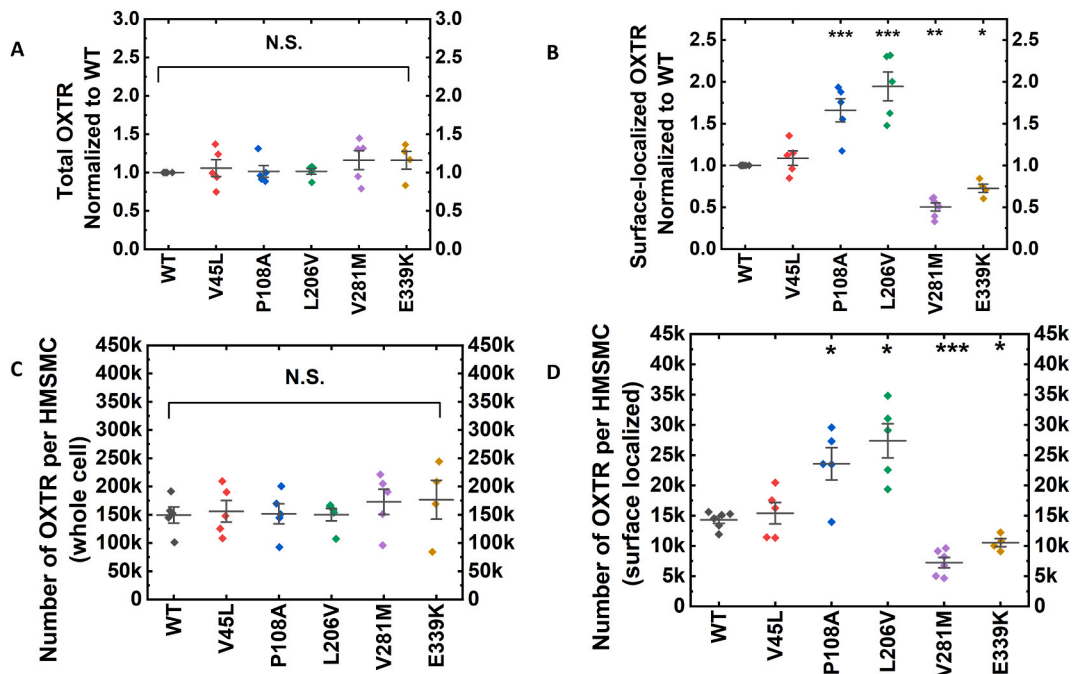 A
Total OXTR
Normalized to WT
3.0
2.5
2.0
1.5
1.0
0.5
0.0
N.S.
3.0
2.5
2.0
1.5
1.0
0.5
0.0
WT
V45L
P108A
L206V
V281M
E339K
B
Surface-localized OXTR
Normalized to WT
2.5
2.0
1.5
1.0
0.5
0.0
*** *** ** *
2.5
2.0
1.5
1.0
0.5
0.0
WT
V45L
P108A
L206V
V281M
E339K
C
Number of OXTR per HMSMC
(whole cell)
450k
400k
350k
300k
250k
200k
150k
100k
50k
0
N.S.
450k
400k
350k
300k
250k
200k
150k
100k
50k
0
WT
V45L
P108A
L206V
V281M
E339K
D
Number of OXTR per HMSMC
(surface localized)
45k
40k
35k
30k
25k
20k
15k
10k
5k
0
* * *** *
45k
40k
35k
30k
25k
20k
15k
10k
5k
0
WT
V45L
P108A
L206V
V281M
E339K